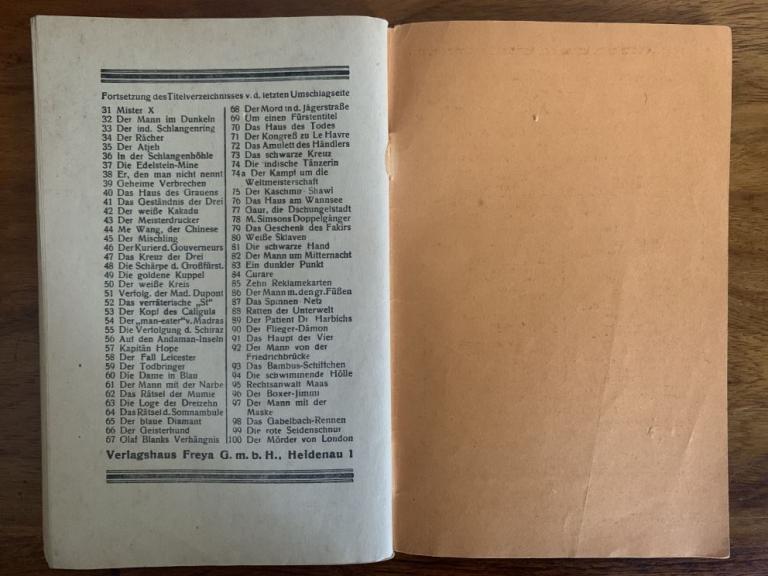 Fortsetzung des Titelverzeichnisses v. d. letzten Umschlagseite
31 Mister X
32 Der Mann im Dunkeln
33 Der ind. Schlangenring
34 Der Rächer
35 Der Atjeh
36 In der Schlangenhöhle
37 Die Edelstein-Mine
38 Er, den man nicht nennt
39 Geheime Verbrechen
40 Das Haus des Grauens
41 Das Geständnis der Drei
42 Der weiße Kakadu
43 Der Meisterdrucker
44 Me Wang, der Chinese
45 Der Mischling
46 Der Kurier d. Gouverneurs
47 Das Kreuz der Drei
48 Die Schärpe d. Großfürst.
49 Die goldene Kuppel
50 Der weiße Kreis
51 Verfolg. der Mad. Dupont
52 Das verräterische „St“
53 Der Kopf des Caligula
54 Der „man-eater“ v. Madras
55 Die Verfolgung d. Schiraz
56 Auf den Andaman-Inseln
57 Kapitän Hope
58 Der Fall Leicester
59 Der Todbringer
60 Die Dame in Blau
61 Der Mann mit der Narbe
62 Das Rätsel der Mumie
63 Die Loge der Dreizehn
64 Das Rätsel d. Somnambule
65 Der blaue Diamant
66 Der Geisterhund
67 Olaf Blanks Verhängnis
68 Der Mord in d. Jägerstraße
69 Um einen Fürstentitel
70 Das Haus des Todes
71 Der Kongreß zu Le Havre
72 Das Amulett des Händlers
73 Das schwarze Kreuz
74 Die indische Tänzerin
74a Der Kampf um die
Weltmeisterschaft
75 Der Kaschmir-Shawl
76 Das Haus am Wannsee
77 Gaur, die Dschungelstadt
78 M. Simsons Doppelgänger
79 Das Geschenk des Fakirs
80 Weiße Sklaven
81 Die schwarze Hand
82 Der Mann um Mitternacht
83 Ein dunkler Punkt
84 Curare
85 Zehn Reklamekarten
86 Der Mann m. den gr. Füßen
87 Das Spinnen-Netz
88 Ratten der Unterwelt
89 Der Patient Dr. Harbichs
90 Der Flieger-Dämon
91 Das Haupt der Vier
92 Der Mann von der
Friedrichbrücke
93 Das Bambus-Schiffchen
94 Die schwimmende Hölle
95 Rechtsanwalt Maas
96 Der Boxer-Jimmi
97 Der Mann mit der
Maske
98 Das Gabelbach-Rennen
99 Die rote Seidenschnur
100 Der Mörder von London
Verlagshaus Freya G. m. b. H., Heidenau 1